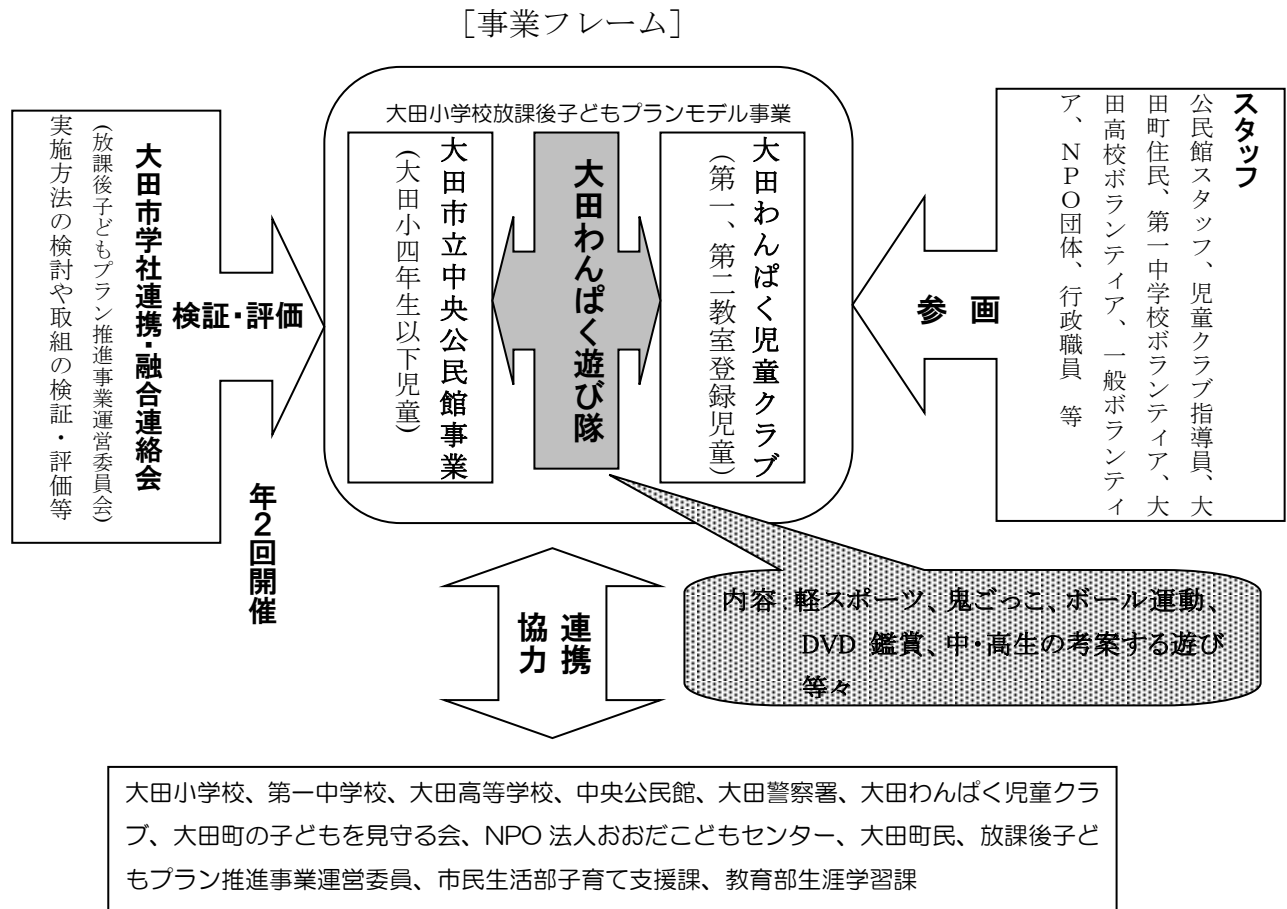 ［事業フレーム］
大田小学校放課後子どもプランモデル事業
大田市学社連携・融合連絡会
(放課後子どもプラン推進事業運営委員会)
実施方法の検討や取組の検証・評価等
検証・評価
年２回開催
大田市立中央公民館事業
(大田小四年生以下児童)
大田わんぱく遊び隊
大田わんぱく児童クラブ
(第一、第二教室登録児童)
参 画
スタッフ
公民館スタッフ、児童クラブ指導員、大
田町住民、第一中学校ボランティア、大
田高校ボランティア、一般ボランティ
ア、ＮＰＯ団体、行政職員 等
連携
協力
内容：軽スポーツ、鬼ごっこ、ボール運動、
DVD 鑑賞、中・高生の考案する遊び
等々
大田小学校、第一中学校、大田高等学校、中央公民館、大田警察署、大田わんぱく児童クラ
ブ、大田町の子どもを見守る会、NPO 法人おおだこどもセンター、大田町民、放課後子ど
もプラン推進事業運営委員、市民生活部子育て支援課、教育部生涯学習課